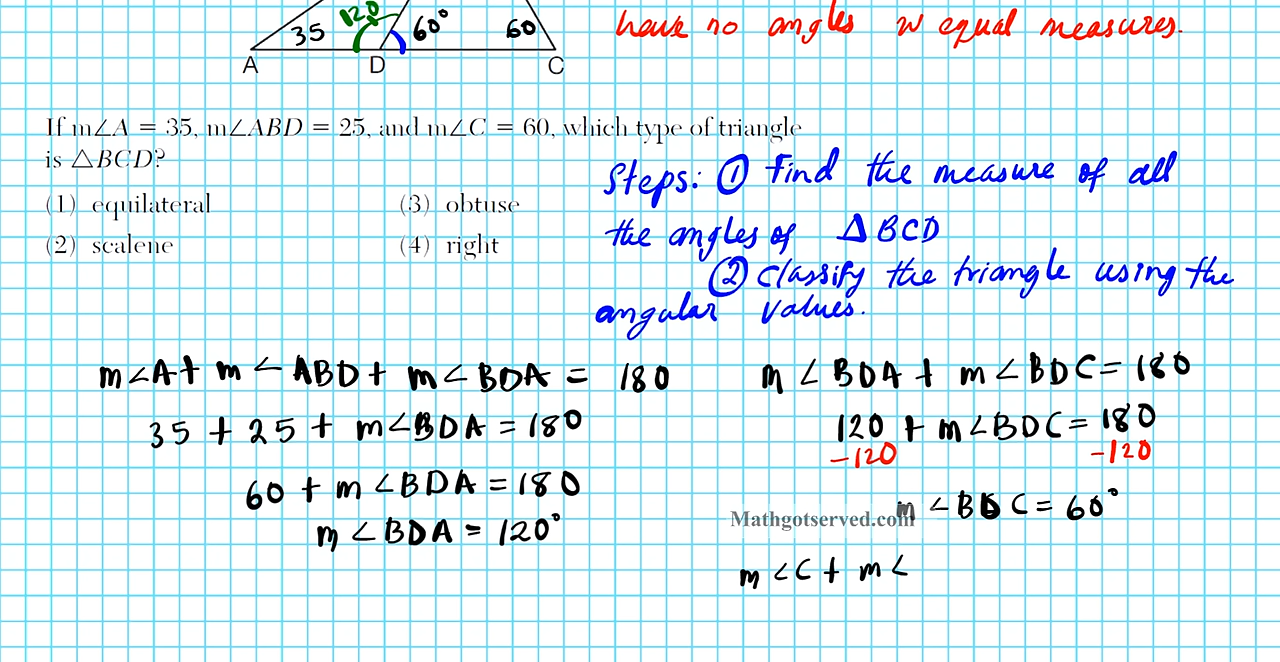 35 120 60° 60
A D C
have no angles w equal measures.
If m∠A = 35, m∠ABD = 25, and m∠C = 60, which type of triangle
is △BCD?
(1) equilateral (3) obtuse
(2) scalene (4) right
Steps: ① Find the measure of all
the angles of △BCD
② Classify the triangle using the
angular values.
m∠A + m∠ABD + m∠BDA = 180
35 + 25 + m∠BDA = 180
60 + m∠BDA = 180
m∠BDA = 120°
m∠BDA + m∠BDC = 180
120 + m∠BDC = 180
-120 -120
m∠BDC = 60°
Mathgotserved.com
m∠C + m∠